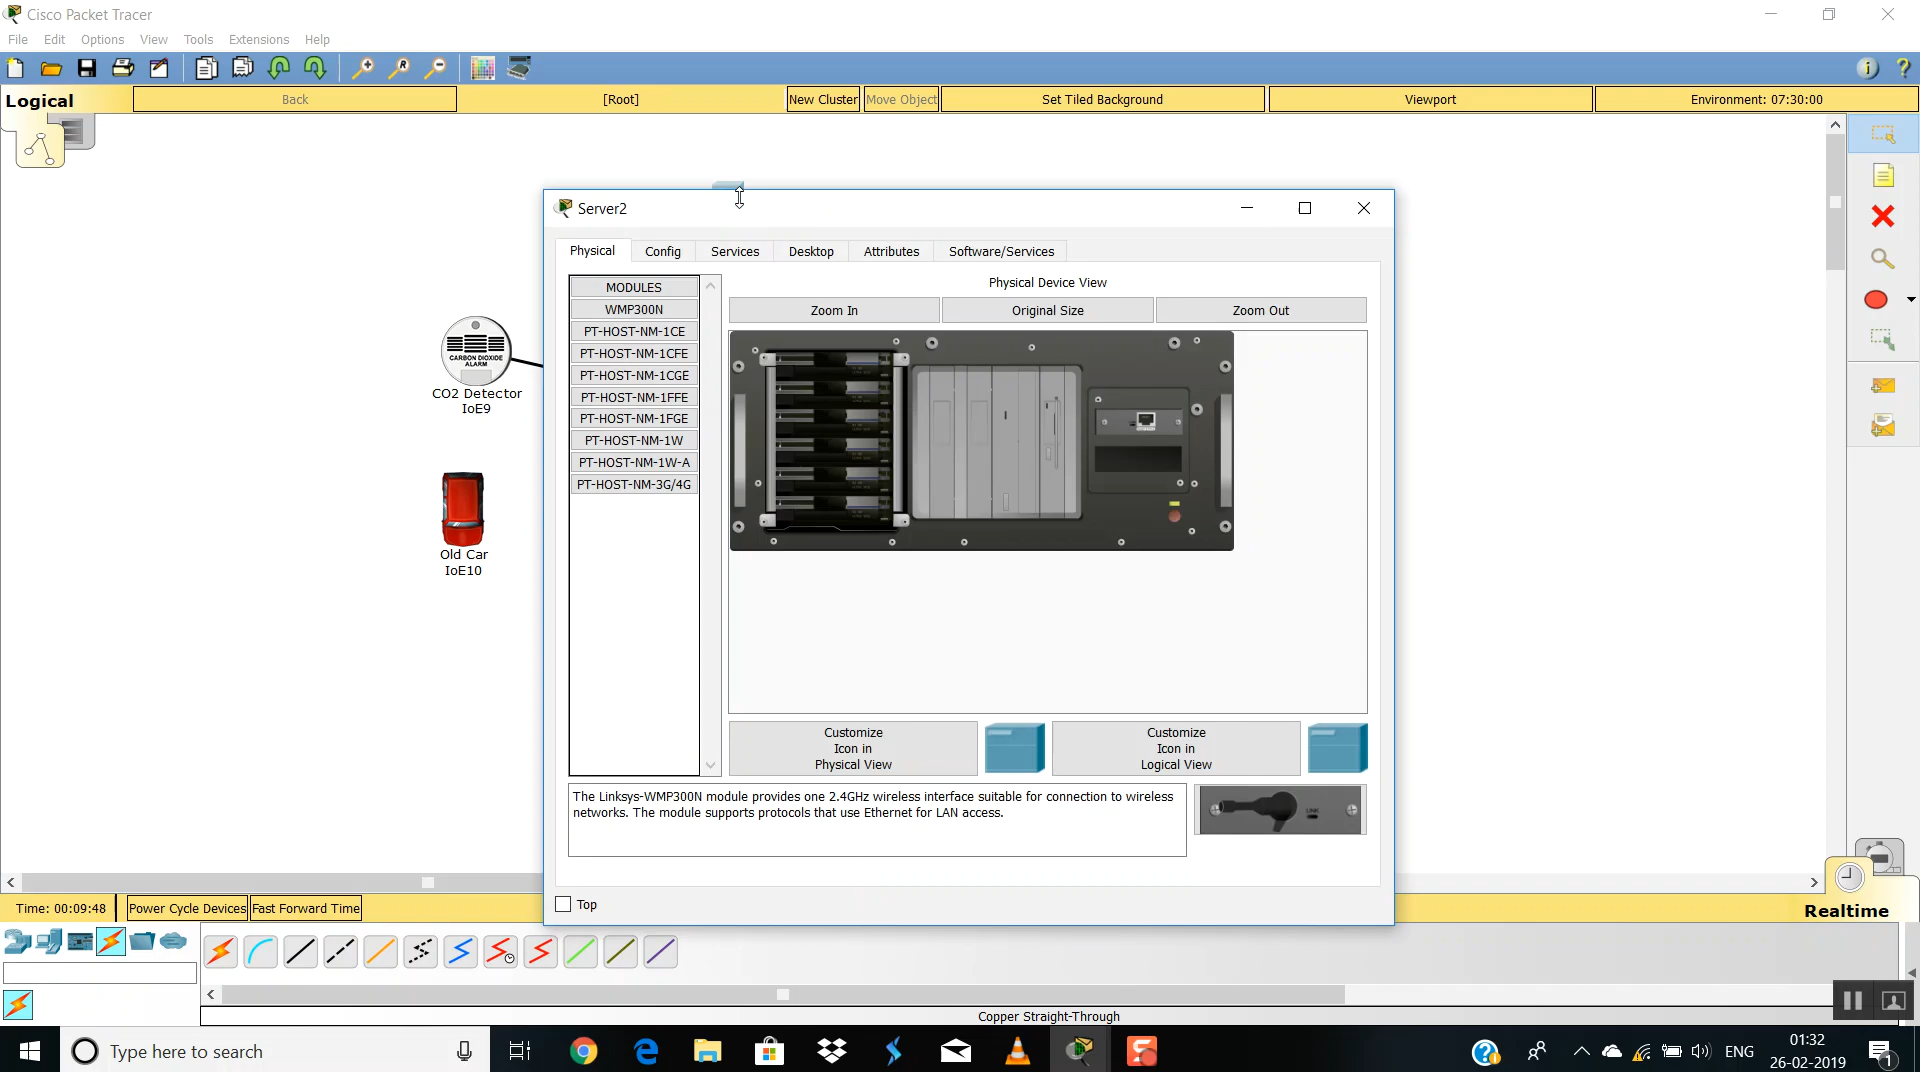 Cisco Packet Tracer
File Edit Options View Tools Extensions Help
Logical
Back
[Root]
New Cluster
Move Object
Set Tiled Background
Viewport
Environment: 07:30:00
Server2
Physical
Config
Services
Desktop
Attributes
Software/Services
MODULES
WMP300N
PT-HOST-NM-1CE
PT-HOST-NM-1CFE
PT-HOST-NM-1CGE
PT-HOST-NM-1FFE
PT-HOST-NM-1FGE
PT-HOST-NM-1W
PT-HOST-NM-1W-A
PT-HOST-NM-3G/4G
Physical Device View
Zoom In
Original Size
Zoom Out
CARBON DIOXIDE
ALARM
CO2 Detector
IoE9
Old Car
IoE10
Customize
Icon in
Physical View
Customize
Icon in
Logical View
The Linksys-WMP300N module provides one 2.4GHz wireless interface suitable for connection to wireless
networks. The module supports protocols that use Ethernet for LAN access.
LINK
Top
Time: 00:09:48
Power Cycle Devices
Fast Forward Time
Realtime
Copper Straight-Through
Type here to search
ENG
01:32
26-02-2019
1